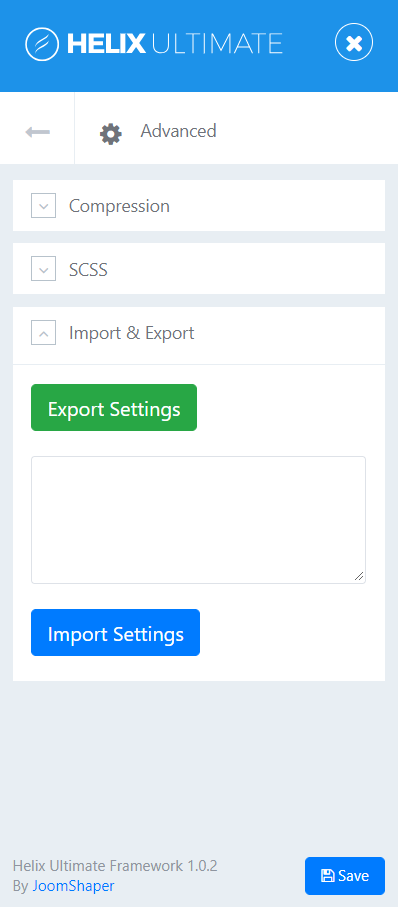 HELIX ULTIMATE
Advanced
Compression
SCSS
Import & Export
Export Settings
Import Settings
Helix Ultimate Framework 1.0.2
By JoomShaper
Save